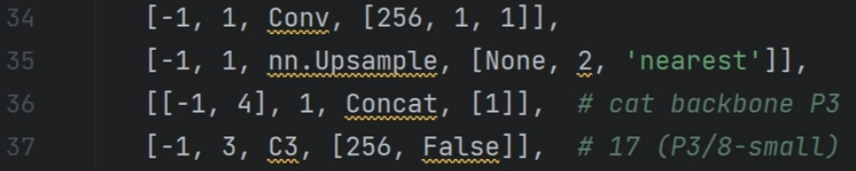 34 [-1, 1, Conv, [256, 1, 1]],
35 [-1, 1, nn.Upsample, [None, 2, 'nearest']],
36 [[-1, 4], 1, Concat, [1]], # cat backbone P3
37 [-1, 3, C3, [256, False]], # 17 (P3/8-small)